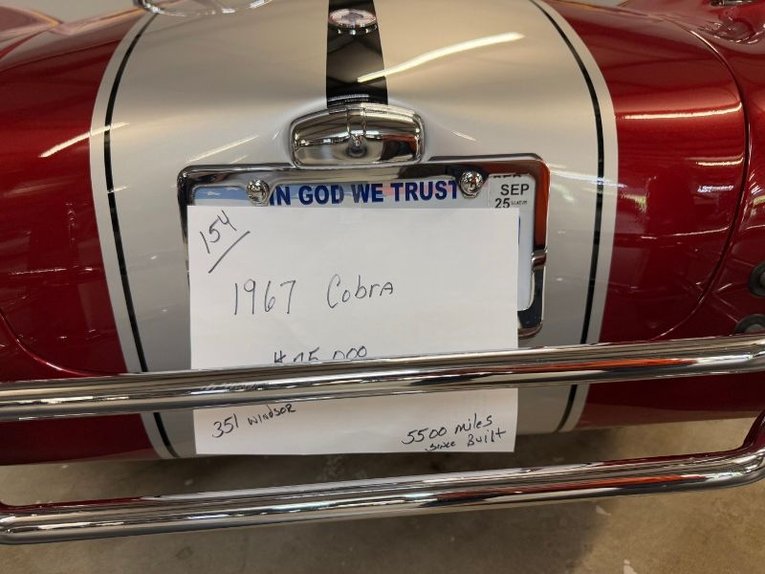 IN GOD WE TRUST
SEP
25
154
1967 Cobra
351 Windsor
5500 miles
since Built